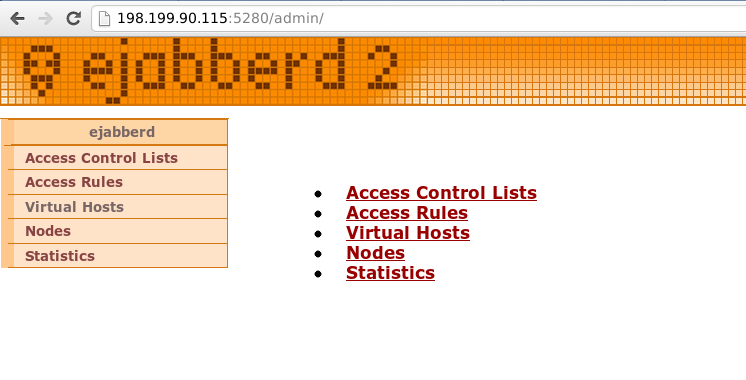 198.199.90.115:5280/admin/
ejabberd 2
ejabberd
Access Control Lists
Access Rules
Virtual Hosts
Nodes
Statistics
Access Control Lists
Access Rules
Virtual Hosts
Nodes
Statistics